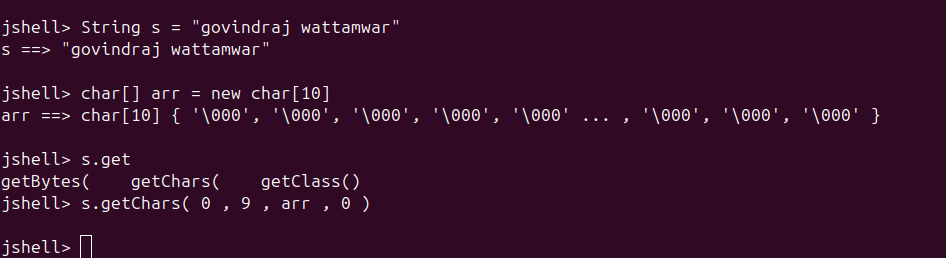 jshell> String s = "govindraj wattamwar"
s ==> "govindraj wattamwar"
jshell> char[] arr = new char[10]
arr ==> char[10] { '\000', '\000', '\000', '\000', '\000' ... , '\000', '\000', '\000' }
jshell> s.get
getBytes(    getChars(    getClass()
jshell> s.getChars( 0 , 9 , arr , 0 )
jshell>